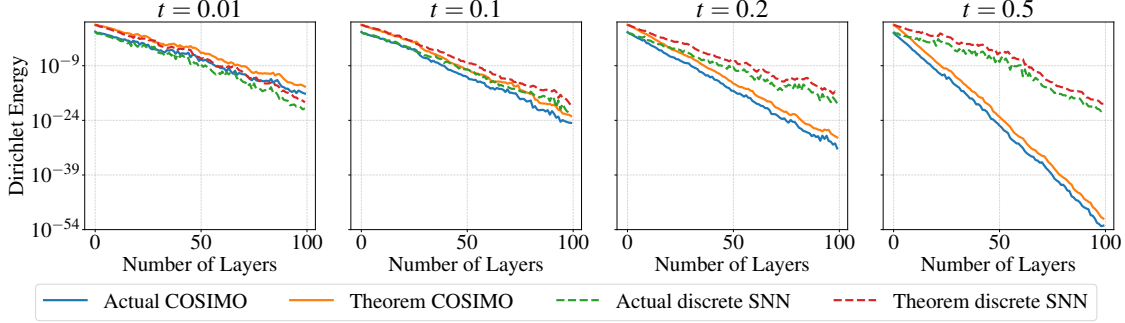 t = 0.01
t = 0.1
t = 0.2
t = 0.5
Dirichlet Energy
10⁻⁹
10⁻²⁴
10⁻³⁹
10⁻⁵⁴
0 50 100
0 50 100
0 50 100
0 50 100
Number of Layers
Number of Layers
Number of Layers
Number of Layers
Actual COSIMO
Theorem COSIMO
Actual discrete SNN
Theorem discrete SNN